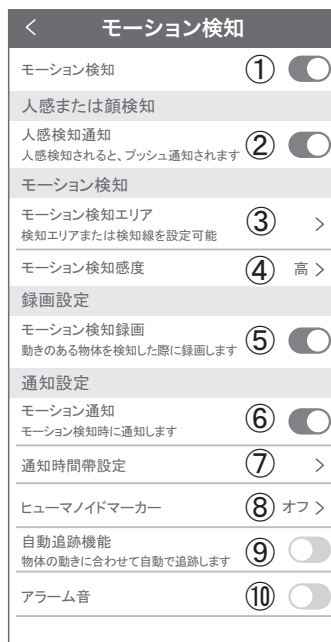 < モーション検知
モーション検知 ①
人感または顔検知
人感検知通知
人感検知されると、プッシュ通知されます ②
モーション検知
モーション検知エリア
検知エリアまたは検知線を設定可能 ③ >
モーション検知感度 ④ 高 >
録画設定
モーション検知録画
動きのある物体を検知した際に録画します ⑤
通知設定
モーション通知
モーション検知時に通知します ⑥
通知時間帯設定 ⑦ >
ヒューマノイドマーカー ⑧ オフ >
自動追跡機能
物体の動きに合わせて自動で追跡します ⑨
アラーム音 ⑩